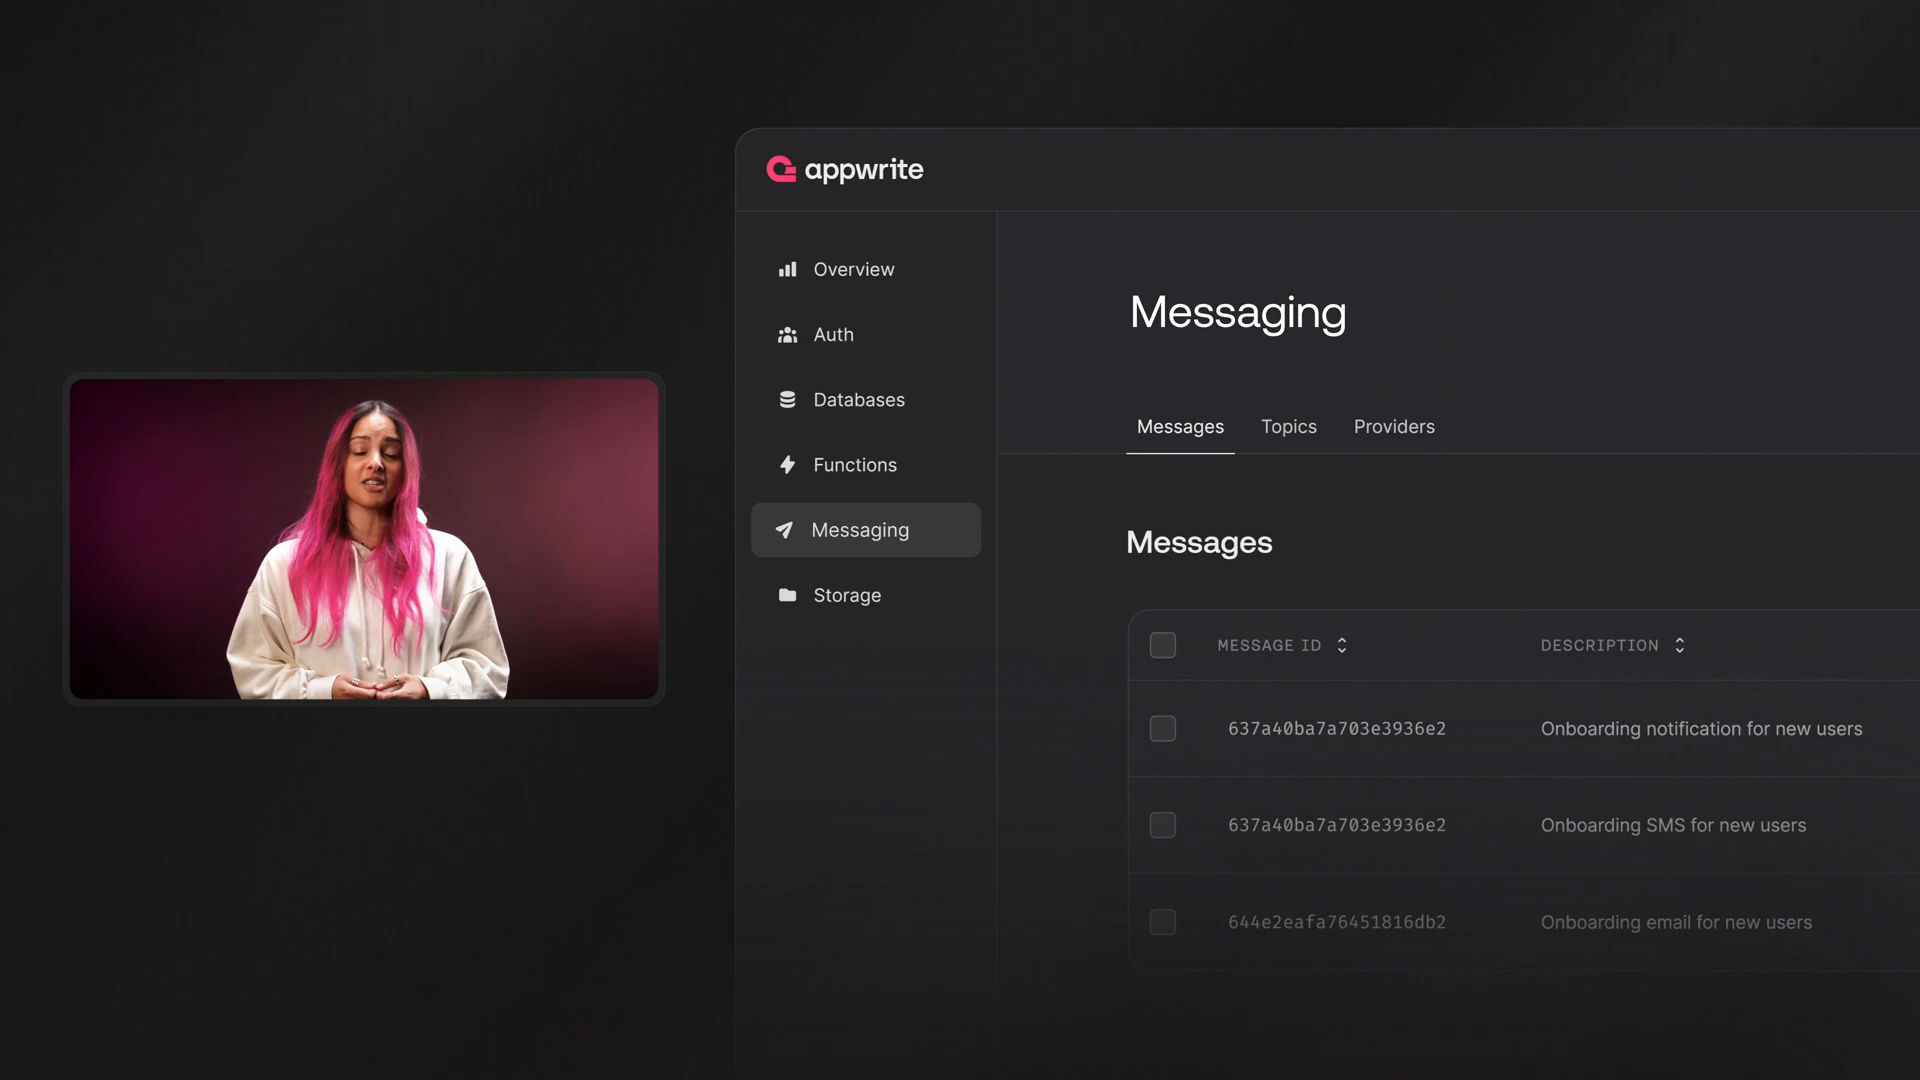 appwrite
Overview
Auth
Databases
Functions
Messaging
Storage
Messaging
Messages Topics Providers
Messages
MESSAGE ID DESCRIPTION
637a40ba7a703e3936e2 Onboarding notification for new users
637a40ba7a703e3936e2 Onboarding SMS for new users
644e2eafa76451816db2 Onboarding email for new users